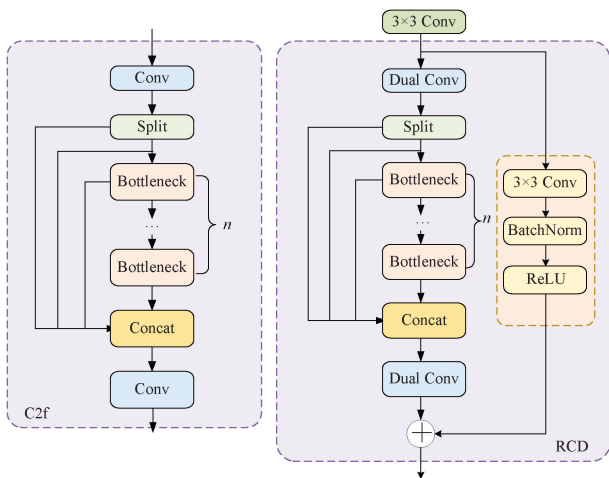 Conv
Split
Bottleneck
...
Bottleneck
n
Concat
Conv
C2f
3×3 Conv
Dual Conv
Split
Bottleneck
...
Bottleneck
n
Concat
Dual Conv
3×3 Conv
BatchNorm
ReLU
+
RCD